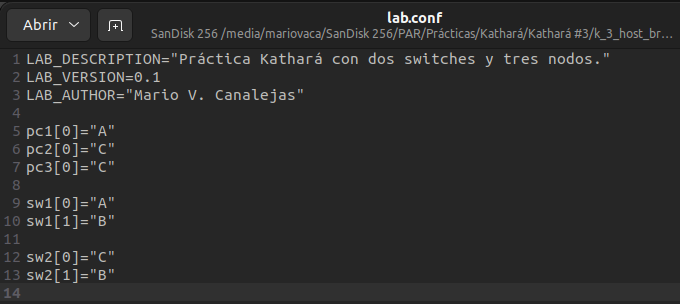 Abrir
lab.conf
SanDisk 256 /media/mariovaca/SanDisk 256/PAR/Prácticas/Kathará/Kathará #3/k_3_host_br...
1 LAB_DESCRIPTION="Práctica Kathará con dos switches y tres nodos."
2 LAB_VERSION=0.1
3 LAB_AUTHOR="Mario V. Canalejas"
4
5 pc1[0]="A"
6 pc2[0]="C"
7 pc3[0]="C"
8
9 sw1[0]="A"
10 sw1[1]="B"
11
12 sw2[0]="C"
13 sw2[1]="B"
14